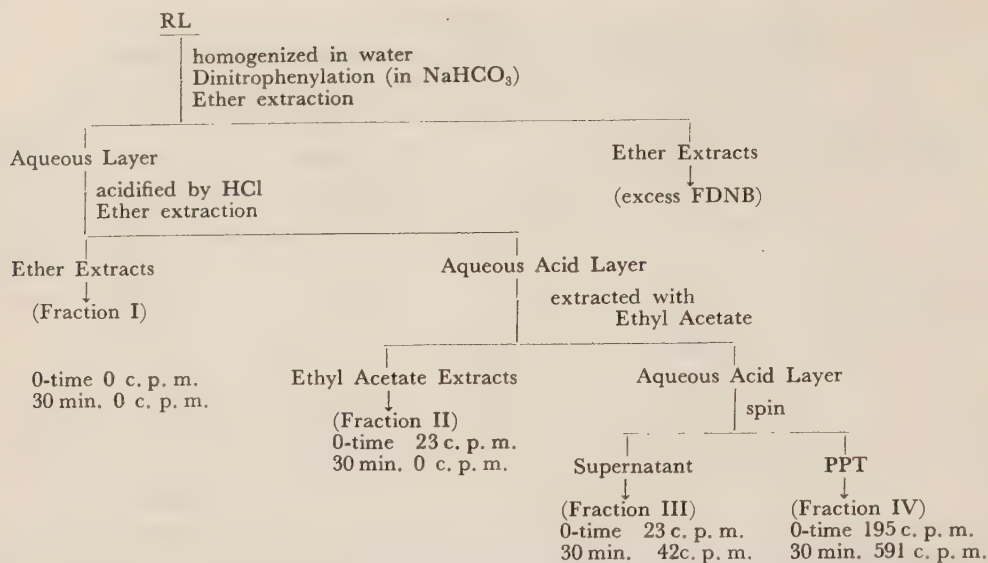 RL
homogenized in water
Dinitrophenylation (in NaHCO₃)
Ether extraction
Aqueous Layer
Ether Extracts
acidified by HCl
Ether extraction
(excess FDNB)
Ether Extracts
Aqueous Acid Layer
(Fraction I)
extracted with
Ethyl Acetate
0-time 0 c. p. m.
30 min. 0 c. p. m.
Ethyl Acetate Extracts
Aqueous Acid Layer
(Fraction II)
0-time 23 c. p. m.
30 min. 0 c. p. m.
spin
Supernatant
PPT
(Fraction III)
0-time 23 c. p. m.
30 min. 42c. p. m.
(Fraction IV)
0-time 195 c. p. m.
30 min. 591 c. p. m.